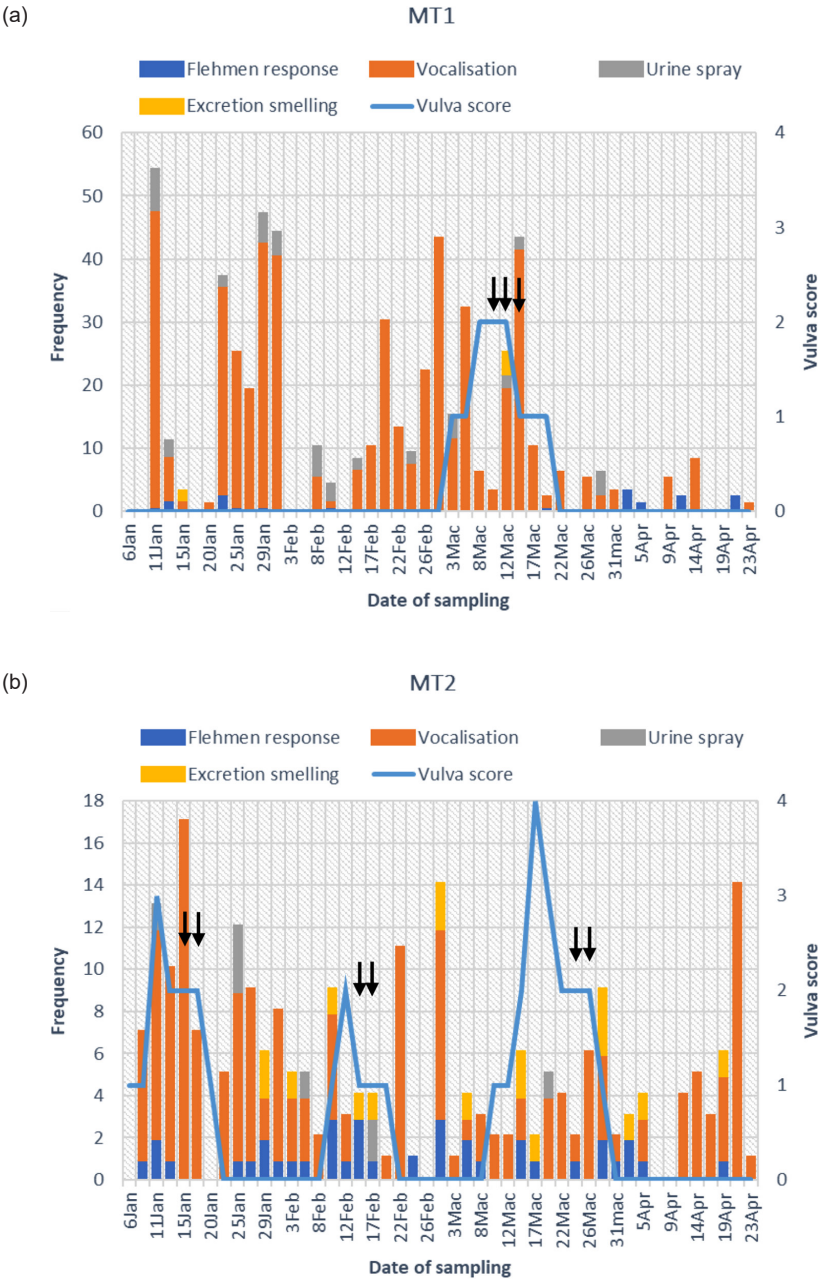 (a)
MT1
Flehmen response Vocalisation Urine spray
Excretion smelling Vulva score
60 4
50
3
40
30 2
20
1
10
0 0
Frequency
Vulva score
6Jan 11Jan 15Jan 20Jan 25Jan 29Jan 3Feb 8Feb 12Feb 17Feb 22Feb 26Feb 3Mac 8Mac 12Mac 17Mac 22Mac 26Mac 31mac 5Apr 9Apr 14Apr 19Apr 23Apr
Date of sampling
(b)
MT2
Flehmen response Vocalisation Urine spray
Excretion smelling Vulva score
18 4
16
14
3
12
10
2
8
6
1
4
2
0 0
Frequency
Vulva score
6Jan 11Jan 15Jan 20Jan 25Jan 29Jan 3Feb 8Feb 12Feb 17Feb 22Feb 26Feb 3Mac 8Mac 12Mac 17Mac 22Mac 26Mac 31mac 5Apr 9Apr 14Apr 19Apr 23Apr
Date of sampling